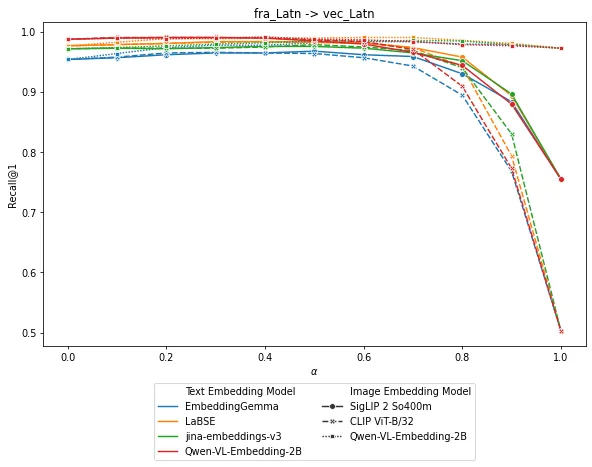 fra_Latn -> vec_Latn
Recall@1
1.0
0.9
0.8
0.7
0.6
0.5
0.0 0.2 0.4 0.6 0.8 1.0
α
Text Embedding Model Image Embedding Model
EmbeddingGemma SigLIP 2 So400m
LaBSE CLIP ViT-B/32
jina-embeddings-v3 Qwen-VL-Embedding-2B
Qwen-VL-Embedding-2B